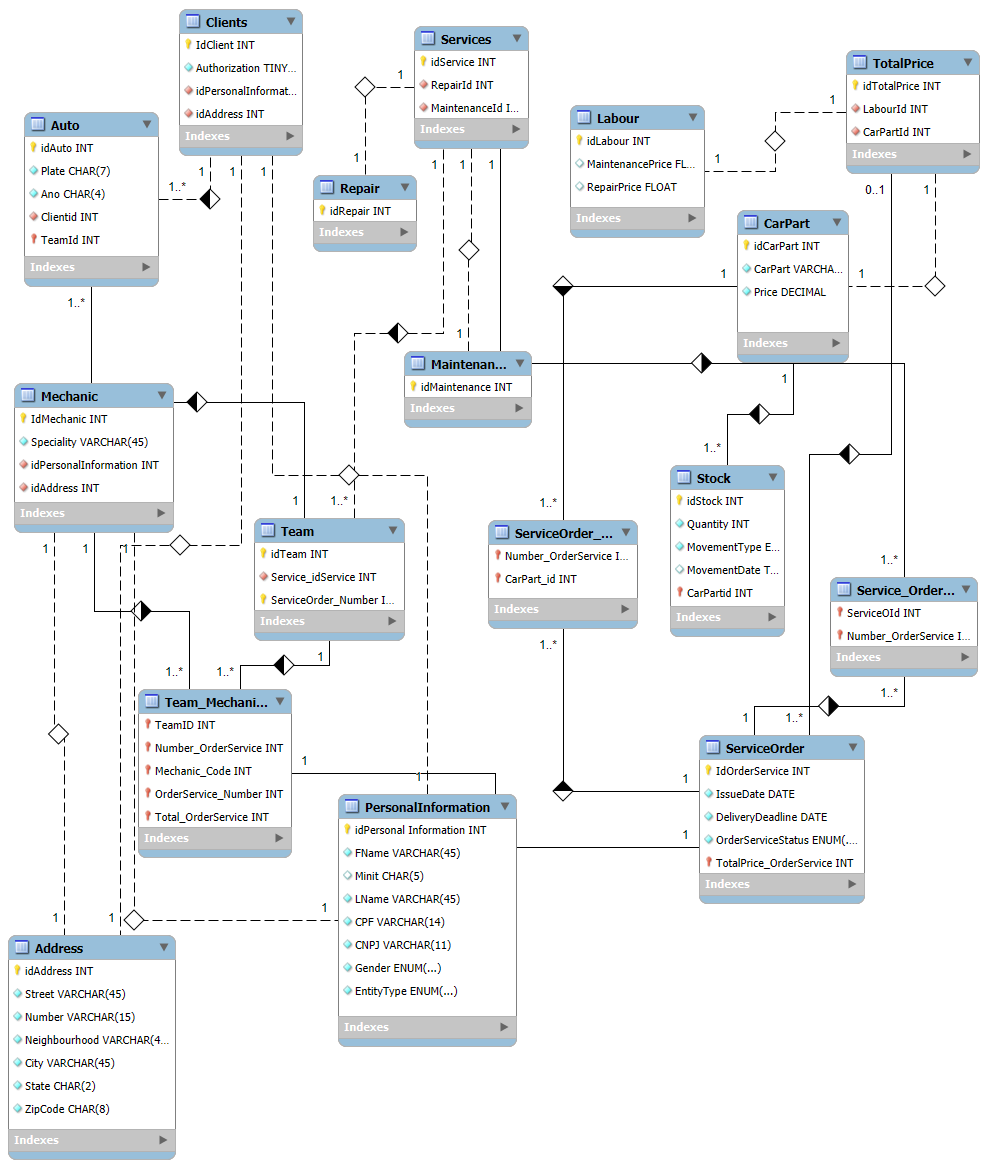 Clients
IdClient INT
Authorization TINY...
idPersonalInformat...
idAddress INT
Indexes
Services
idService INT
RepairId INT
MaintenanceId I...
Indexes
TotalPrice
idTotalPrice INT
LabourId INT
CarPartId INT
Indexes
Auto
idAuto INT
Plate CHAR(7)
Ano CHAR(4)
Clientid INT
TeamId INT
Indexes
Labour
idLabour INT
MaintenancePrice FL...
RepairPrice FLOAT
Indexes
Repair
idRepair INT
Indexes
CarPart
idCarPart INT
CarPart VARCHA...
Price DECIMAL
Indexes
Maintenan...
idMaintenance INT
Indexes
Mechanic
IdMechanic INT
Speciality VARCHAR(45)
idPersonalInformation INT
idAddress INT
Indexes
Stock
idStock INT
Quantity INT
MovementType E...
MovementDate T...
CarPartid INT
Indexes
Team
idTeam INT
Service_idService INT
ServiceOrder_Number I...
Indexes
ServiceOrder_...
Number_OrderService I...
CarPart_id INT
Indexes
Service_Order...
ServiceOId INT
Number_OrderService I...
Indexes
Team_Mechani...
TeamID INT
Number_OrderService INT
Mechanic_Code INT
OrderService_Number INT
Total_OrderService INT
Indexes
ServiceOrder
IdOrderService INT
IssueDate DATE
DeliveryDeadline DATE
OrderServiceStatus ENUM(...
TotalPrice_OrderService INT
Indexes
PersonalInformation
idPersonal Information INT
FName VARCHAR(45)
Minit CHAR(5)
LName VARCHAR(45)
CPF VARCHAR(14)
CNPJ VARCHAR(11)
Gender ENUM(...)
EntityType ENUM(...)
Indexes
Address
idAddress INT
Street VARCHAR(45)
Number VARCHAR(15)
Neighbourhood VARCHAR(4...
City VARCHAR(45)
State CHAR(2)
ZipCode CHAR(8)
Indexes
1
1
1
1..*
1..*
1
1
1
1
1
1
1
1
0..1
1
1
1
1
1..*
1
1..*
1..*
1..*
1..*
1..*
1..*
1
1..*
1..*
1
1
1
1
1
1
1
1
1
1
1